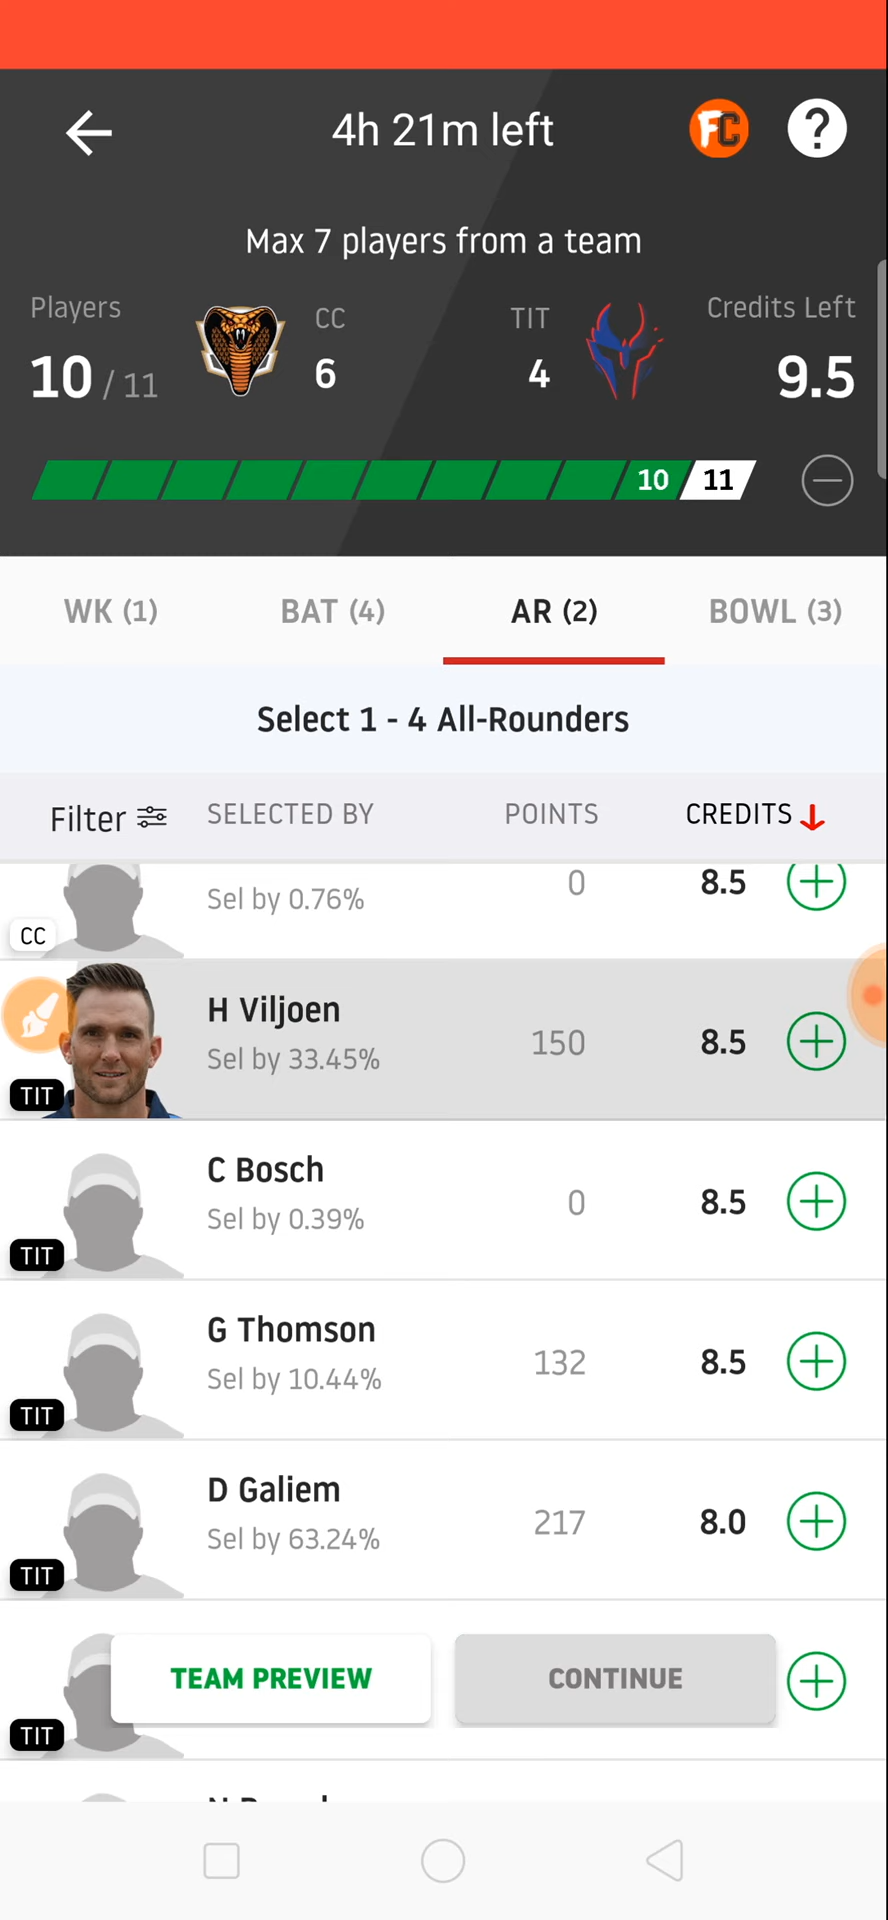 4h 21m left
FC
?
Max 7 players from a team
Players
CC
TIT
Credits Left
10 / 11
6
4
9.5
10
11
WK (1)
BAT (4)
AR (2)
BOWL (3)
Select 1 - 4 All-Rounders
Filter
SELECTED BY
POINTS
CREDITS
Sel by 0.76%
0
8.5
CC
H Viljoen
Sel by 33.45%
150
8.5
TIT
C Bosch
Sel by 0.39%
0
8.5
TIT
G Thomson
Sel by 10.44%
132
8.5
TIT
D Galiem
Sel by 63.24%
217
8.0
TIT
TEAM PREVIEW
CONTINUE
TIT